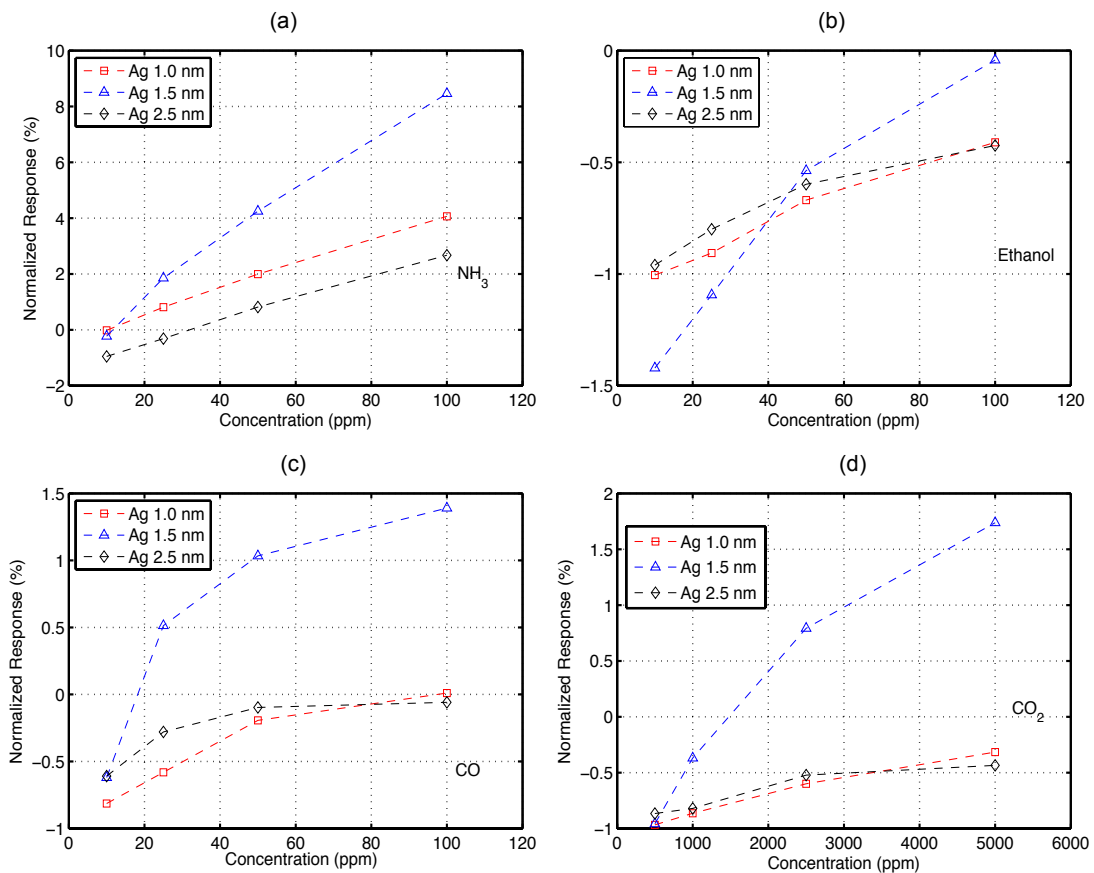 (a)
10
8
6
4
2
0
−2
Normalized Response (%)
Ag 1.0 nm
Ag 1.5 nm
Ag 2.5 nm
NH3
0 20 40 60 80 100 120
Concentration (ppm)
(b)
0
−0.5
−1
−1.5
Normalized Response (%)
Ag 1.0 nm
Ag 1.5 nm
Ag 2.5 nm
Ethanol
0 20 40 60 80 100 120
Concentration (ppm)
(c)
1.5
1
0.5
0
−0.5
−1
Normalized Response (%)
Ag 1.0 nm
Ag 1.5 nm
Ag 2.5 nm
CO
0 20 40 60 80 100 120
Concentration (ppm)
(d)
2
1.5
1
0.5
0
−0.5
−1
Normalized Response (%)
Ag 1.0 nm
Ag 1.5 nm
Ag 2.5 nm
CO2
0 1000 2000 3000 4000 5000 6000
Concentration (ppm)